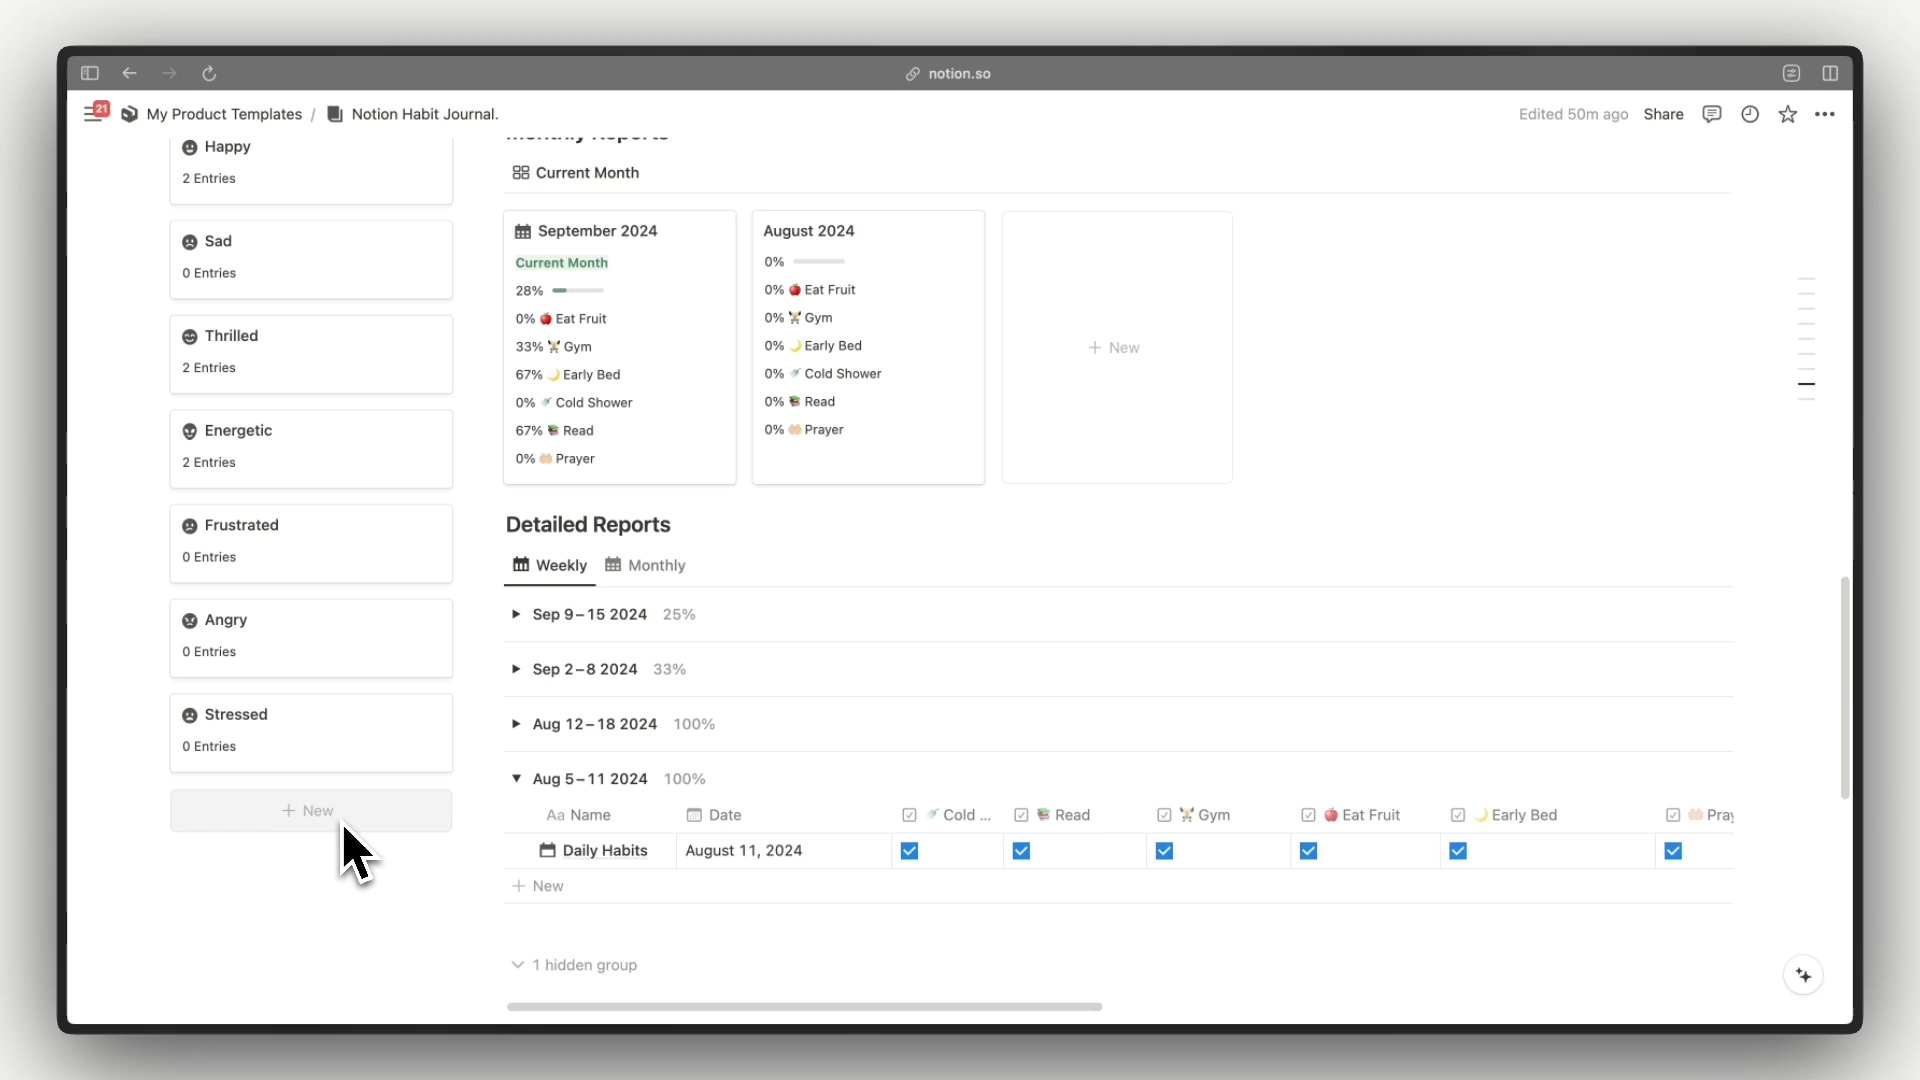 notion.so
21 My Product Templates / Notion Habit Journal.
Edited 50m ago Share
Happy
2 Entries
Sad
0 Entries
Thrilled
2 Entries
Energetic
2 Entries
Frustrated
0 Entries
Angry
0 Entries
Stressed
0 Entries
+ New
Monthly Reports
Current Month
September 2024
Current Month
28%
0% 🍎 Eat Fruit
33% 🏋 Gym
67% 🌙 Early Bed
0% 🚿 Cold Shower
67% 📚 Read
0% 🤲🏻 Prayer
August 2024
0%
0% 🍎 Eat Fruit
0% 🏋 Gym
0% 🌙 Early Bed
0% 🚿 Cold Shower
0% 📚 Read
0% 🤲🏻 Prayer
+ New
Detailed Reports
Weekly Monthly
Sep 9–15 2024 25%
Sep 2–8 2024 33%
Aug 12–18 2024 100%
Aug 5–11 2024 100%
Aa Name Date 🚿 Cold ... 📚 Read 🏋 Gym 🍎 Eat Fruit 🌙 Early Bed 🤲🏻 Pray
Daily Habits August 11, 2024
+ New
1 hidden group